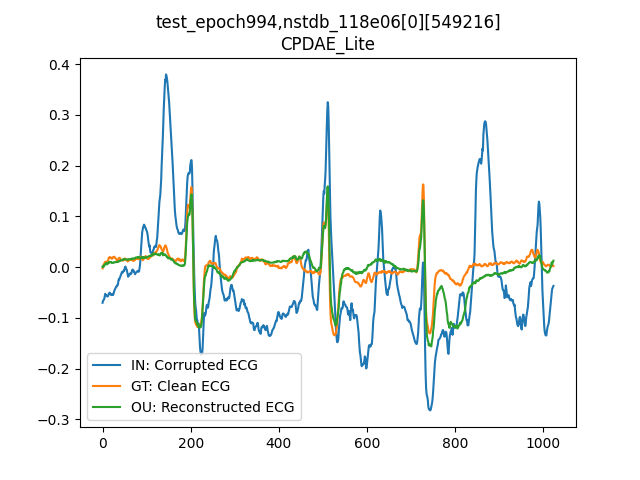 test_epoch994,nstdb_118e06[0][549216]
CPDAE_Lite
0.4
0.3
0.2
0.1
0.0
−0.1
−0.2
−0.3
IN: Corrupted ECG
GT: Clean ECG
OU: Reconstructed ECG
0 200 400 600 800 1000